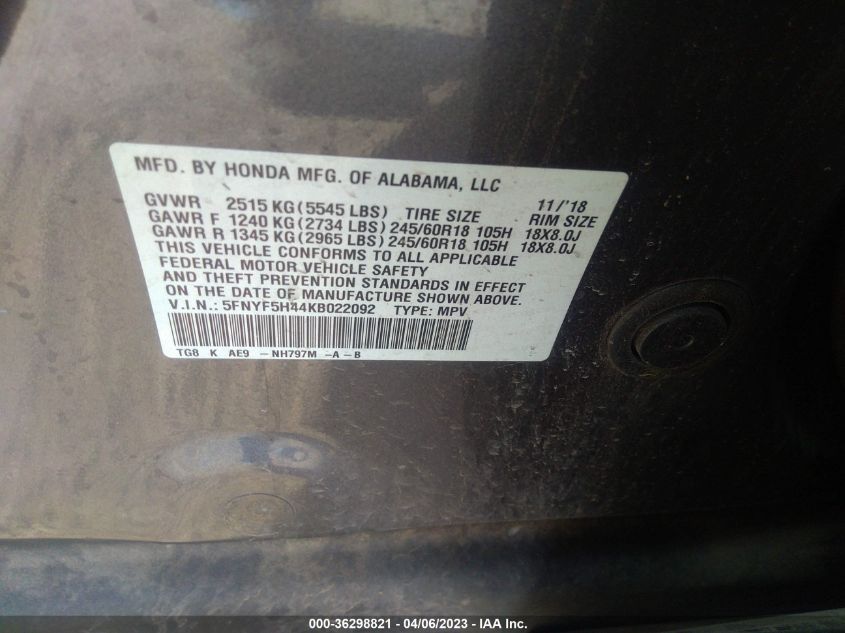 MFD. BY HONDA MFG. OF ALABAMA, LLC
GVWR 2515 KG(5545 LBS) TIRE SIZE 11/'18 RIM SIZE
GAWR F 1240 KG(2734 LBS)245/60R18 105H 18X8.0J
GAWR R 1345 KG(2965 LBS)245/60R18 105H 18X8.0J
THIS VEHICLE CONFORMS TO ALL APPLICABLE
FEDERAL MOTOR VEHICLE SAFETY
AND THEFT PREVENTION STANDARDS IN EFFECT
ON THE DATE OF MANUFACTURE SHOWN ABOVE.
V.I.N.: 5FNYF5H44KB022092 TYPE: MPV
TG8 K AE9 -NH797M -A-B
000-36298821 - 04/06/2023 - IAA Inc.